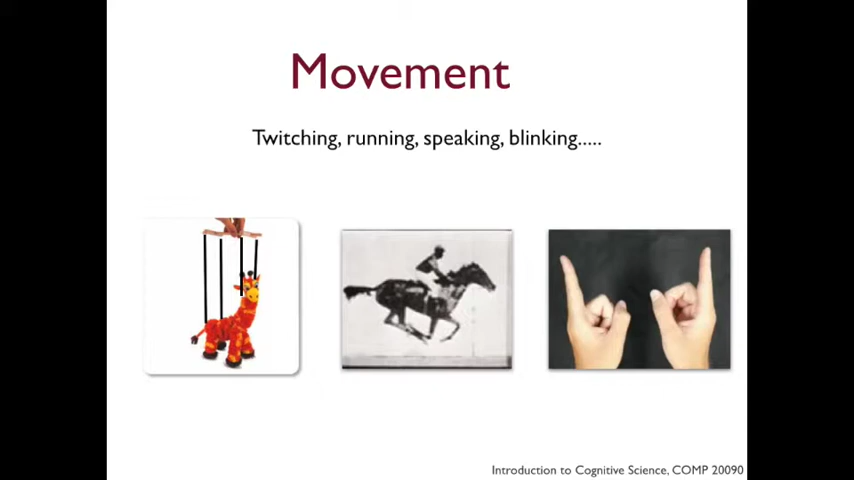 Movement
Twitching, running, speaking, blinking.....
Introduction to Cognitive Science, COMP 20090